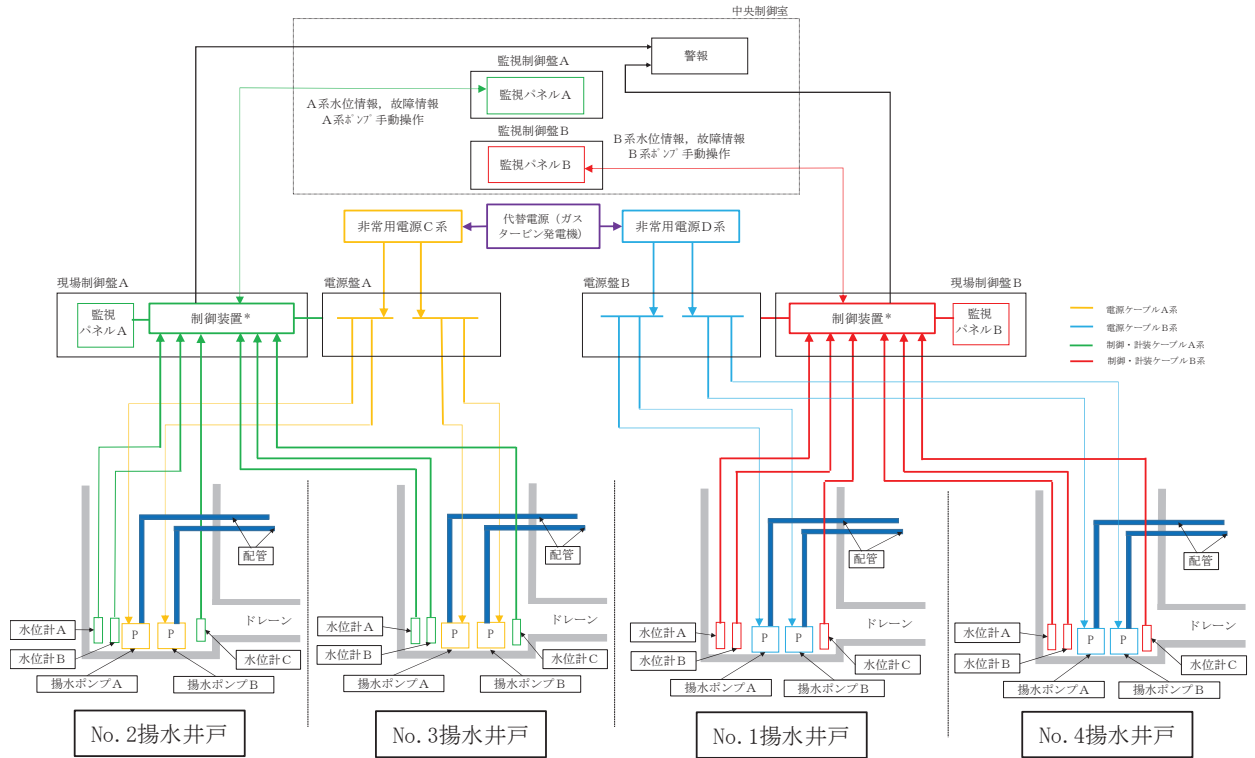 中央制御室
警報
監視制御盤A
監視パネルA
A系水位情報，故障情報
A系ﾎﾟﾝﾌﾟ手動操作
監視制御盤B
監視パネルB
B系水位情報，故障情報
B系ﾎﾟﾝﾌﾟ手動操作
非常用電源C系
代替電源（ガス
タービン発電機）
非常用電源D系
現場制御盤A
監視
パネルA
制御装置*
電源盤A
電源盤B
制御装置*
現場制御盤B
監視
パネルB
電源ケーブルA系
電源ケーブルB系
制御・計装ケーブルA系
制御・計装ケーブルB系
配管
ドレーン
水位計A
水位計B
P
P
水位計C
揚水ポンプA
揚水ポンプB
No.2揚水井戸
配管
ドレーン
水位計A
水位計B
P
P
水位計C
揚水ポンプA
揚水ポンプB
No.3揚水井戸
配管
ドレーン
水位計A
水位計B
P
P
水位計C
揚水ポンプA
揚水ポンプB
No.1揚水井戸
配管
ドレーン
水位計A
水位計B
P
P
水位計C
揚水ポンプA
揚水ポンプB
No.4揚水井戸